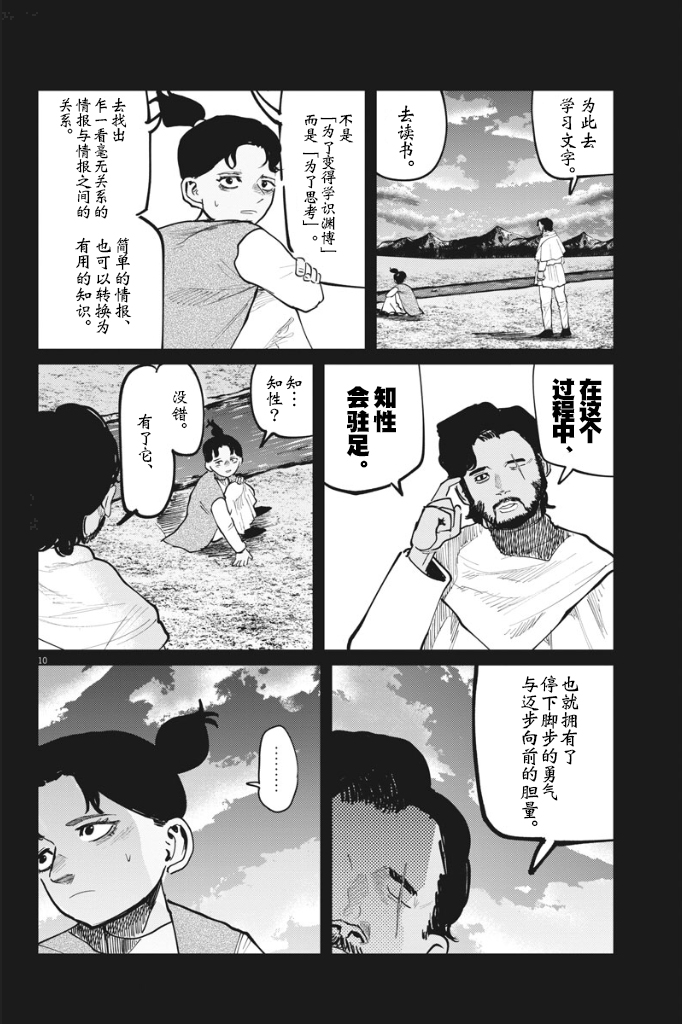 为此去
学习文字。
去读书。
不是
「为了变得学识渊博」
而是「为了思考」。
去找出
乍一看毫无关系的
情报与情报之间的
关系。
简单的情报、
也可以转换为
有用的知识。
在这个
过程中、
知性
会驻足。
知…
知性？
没错。
有了它、
也就拥有了
停下脚步的勇气
与迈步向前的胆量。
………
10